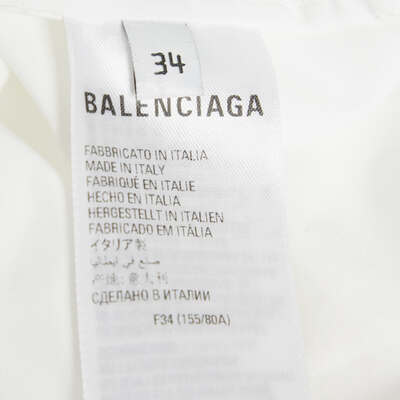 34
BALENCIAGA
FABBRICATO IN ITALIA
MADE IN ITALY
FABRIQUÉ EN ITALIE
HECHO EN ITALIA
HERGESTELLT IN ITALIEN
FABRICADO EM ITÁLIA
イタリア製
صنع في ايطاليا
产地: 意大利
СДЕЛАНО В ИТАЛИИ
F34 (155/80A)